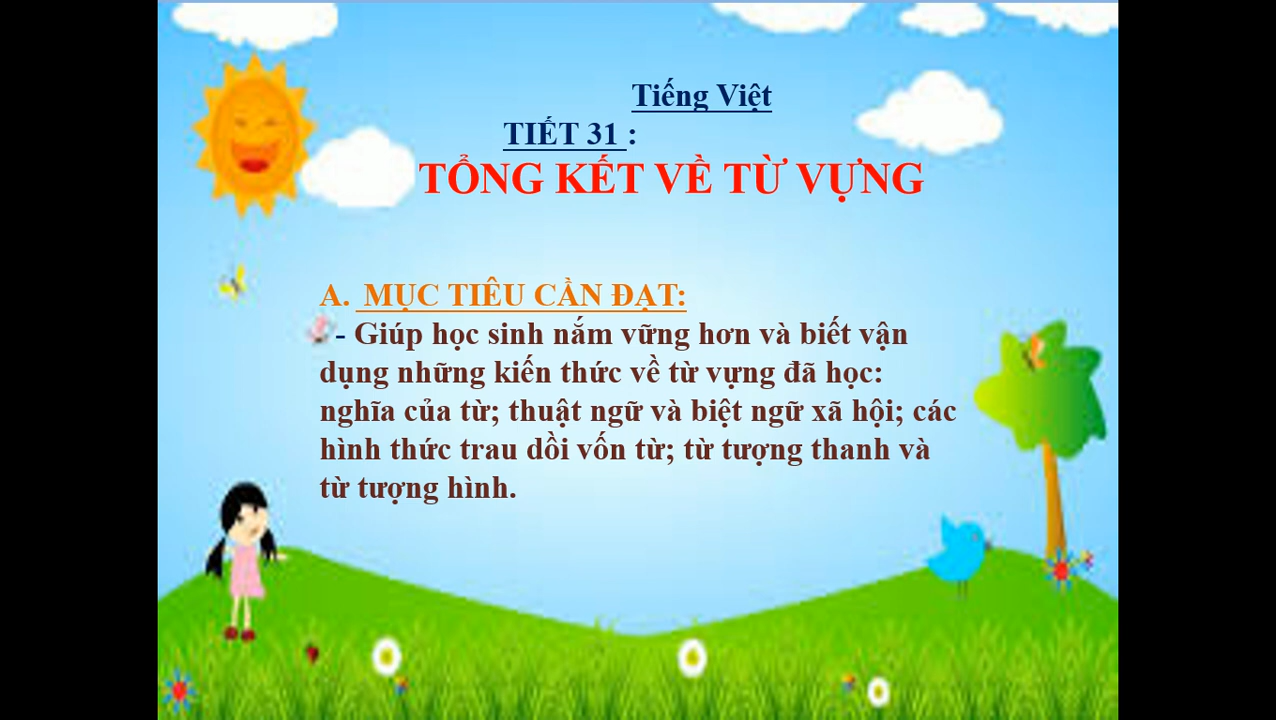 Tiếng Việt
TIẾT 31 :
TỔNG KẾT VỀ TỪ VỰNG
A. MỤC TIÊU CẦN ĐẠT:
- Giúp học sinh nắm vững hơn và biết vận
dụng những kiến thức về từ vựng đã học:
nghĩa của từ; thuật ngữ và biệt ngữ xã hội; các
hình thức trau dồi vốn từ; từ tượng thanh và
từ tượng hình.